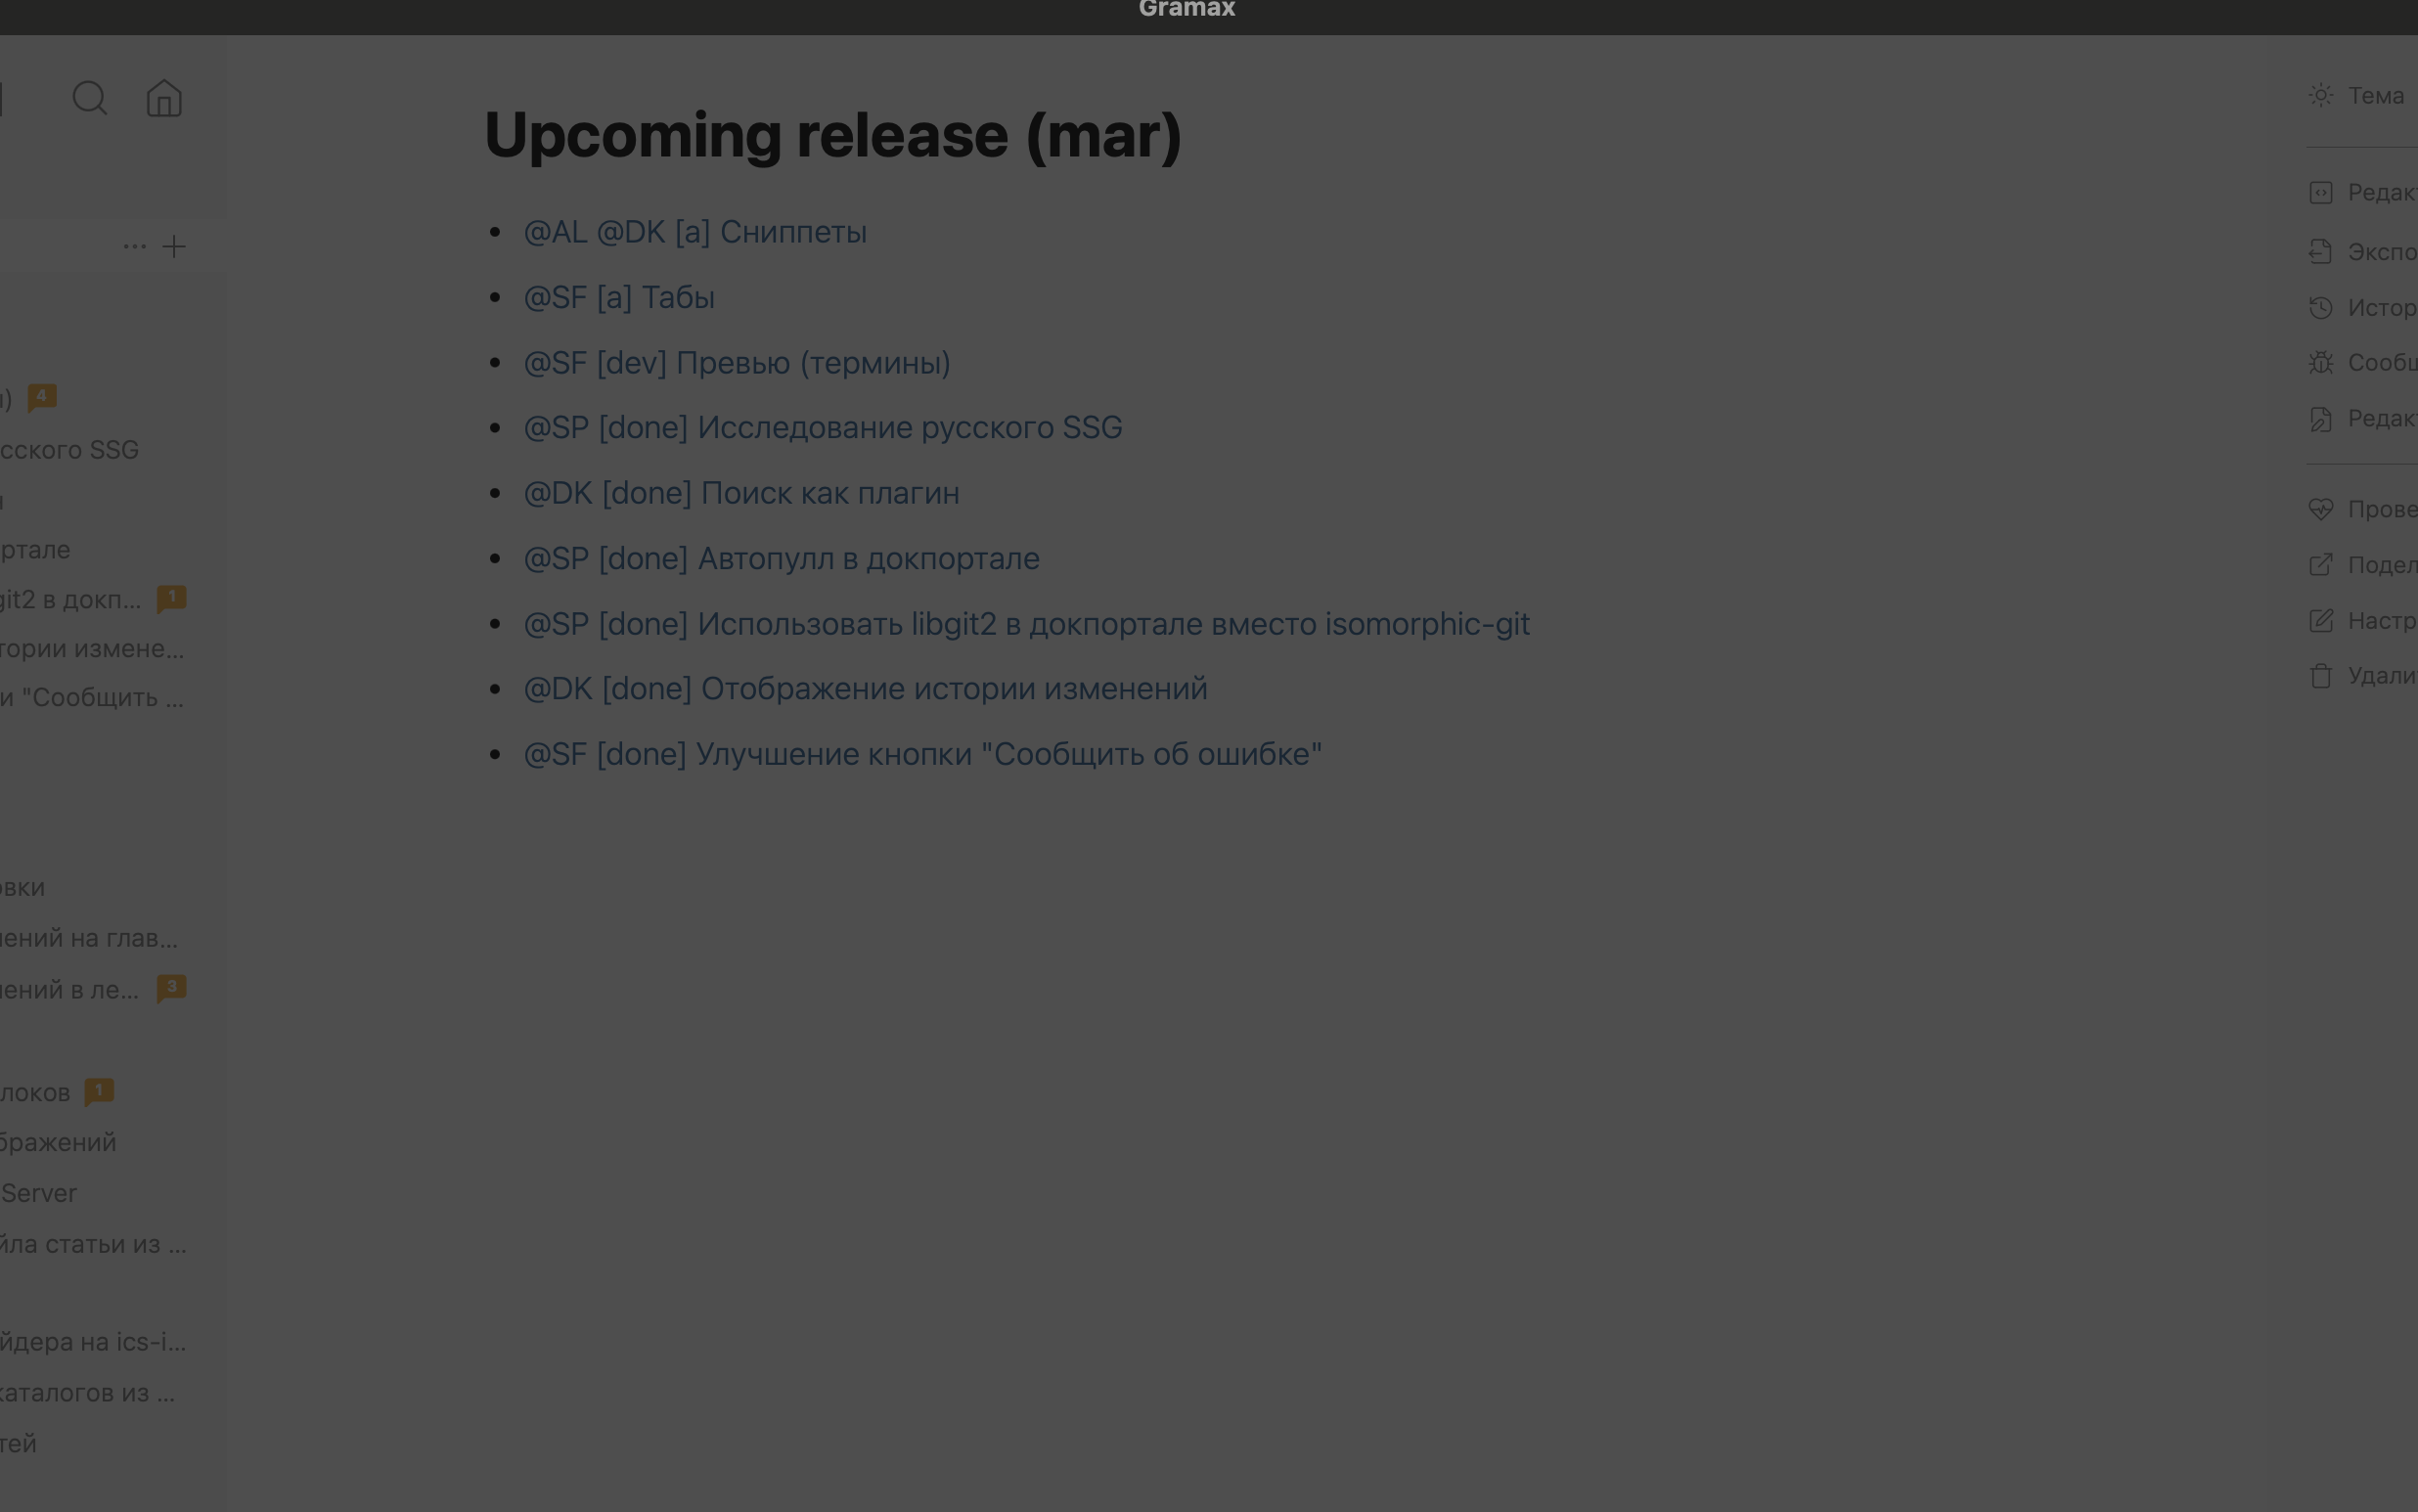 Gramax
4
сского SSG
ртале
git2 в докп... 1
тории измене...
и "Сообщить ...
вки
ений на глав...
ений в ле... 3
локов 1
бражений
Server
йла статьи из ...
йдера на ics-i...
каталогов из ...
тей
Upcoming release (mar)
@AL @DK [a] Сниппеты
@SF [a] Табы
@SF [dev] Превью (термины)
@SP [done] Исследование русского SSG
@DK [done] Поиск как плагин
@SP [done] Автопулл в докпортале
@SP [done] Использовать libgit2 в докпортале вместо isomorphic-git
@DK [done] Отображение истории изменений
@SF [done] Улучшение кнопки "Сообщить об ошибке"
Тема
Редак
Экспо
Истор
Сообщ
Редак
Прове
Подел
Настр
Удали